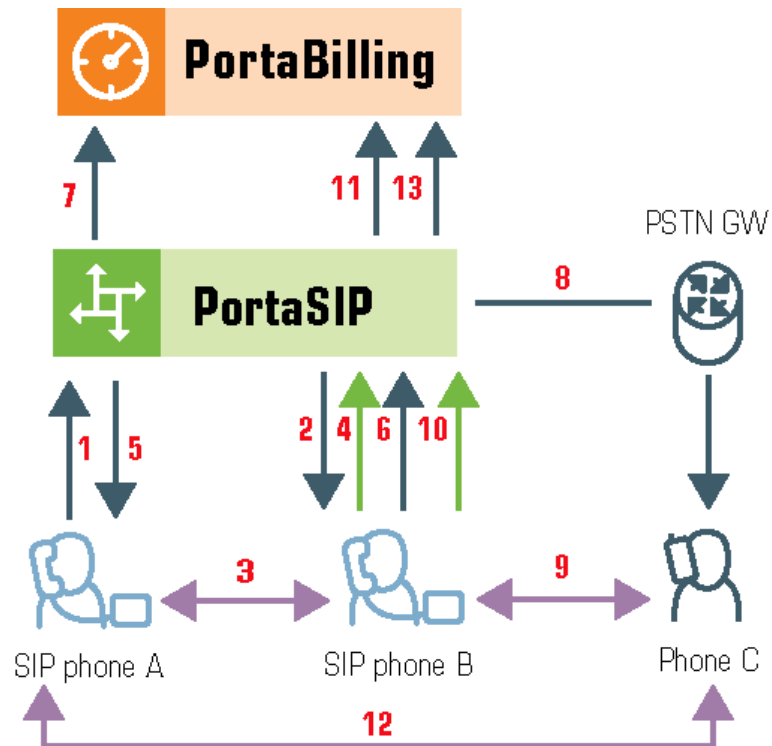 PortaBilling
7
11
13
PSTN GW
PortaSIP
8
1
5
2
4
6
10
3
9
SIP phone A
SIP phone B
Phone C
12